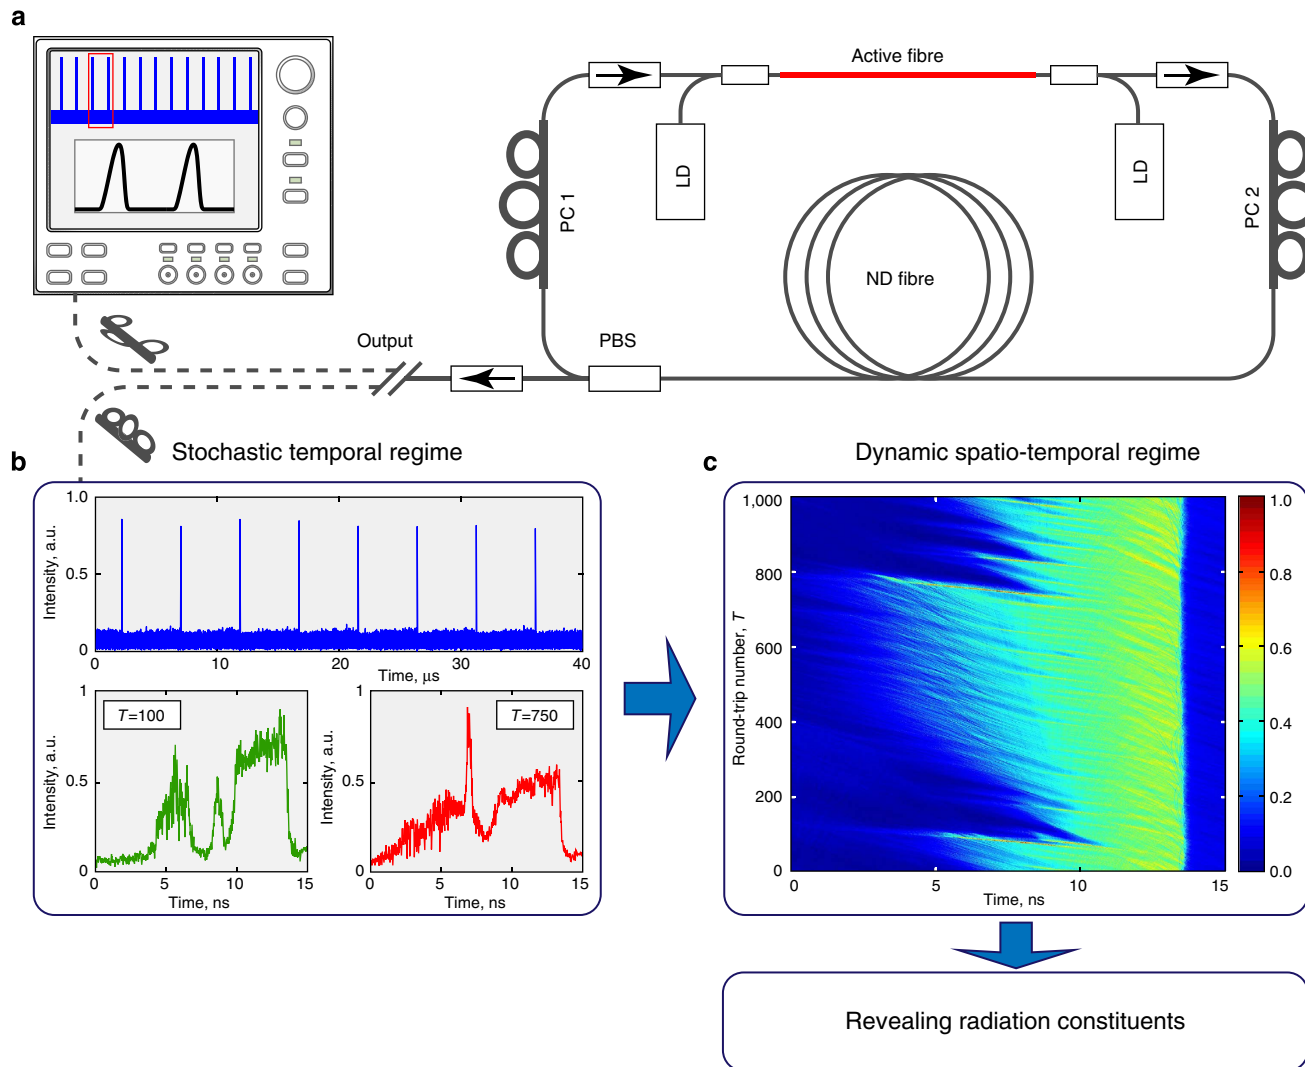 a
Active fibre
LD
LD
PC 1
PC 2
ND fibre
Output
PBS
b
Stochastic temporal regime
1.0
0.5
0
Intensity, a.u.
0 10 20 30 40
Time, μs
1
0.5
0
Intensity, a.u.
T=100
0 5 10 15
Time, ns
1
0.5
0
Intensity, a.u.
T=750
0 5 10 15
Time, ns
c
Dynamic spatio-temporal regime
1,000
800
600
400
200
0
Round-trip number, T
0 5 10 15
Time, ns
1.0
0.8
0.6
0.4
0.2
0.0
Revealing radiation constituents